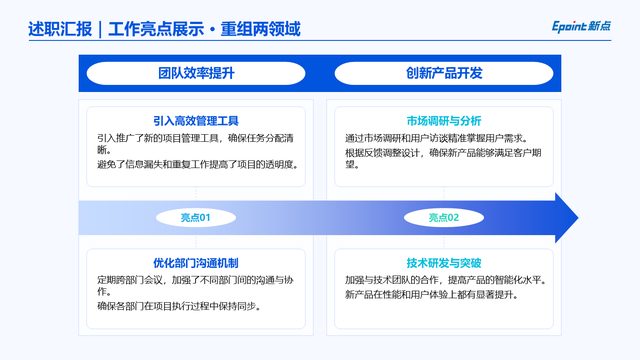 述职汇报｜工作亮点展示·重组两领域
Epoint新点
团队效率提升
创新产品开发
引入高效管理工具
引入推广了新的项目管理工具，确保任务分配清
晰。
避免了信息漏失和重复工作提高了项目的透明度。
市场调研与分析
通过市场调研和用户访谈精准掌握用户需求。
根据反馈调整设计，确保新产品能够满足客户期
望。
亮点01
亮点02
优化部门沟通机制
定期跨部门会议，加强了不同部门间的沟通与协
作。
确保各部门在项目执行过程中保持同步。
技术研发与突破
加强与技术团队的合作，提高产品的智能化水平。
新产品在性能和用户体验上都有显著提升。